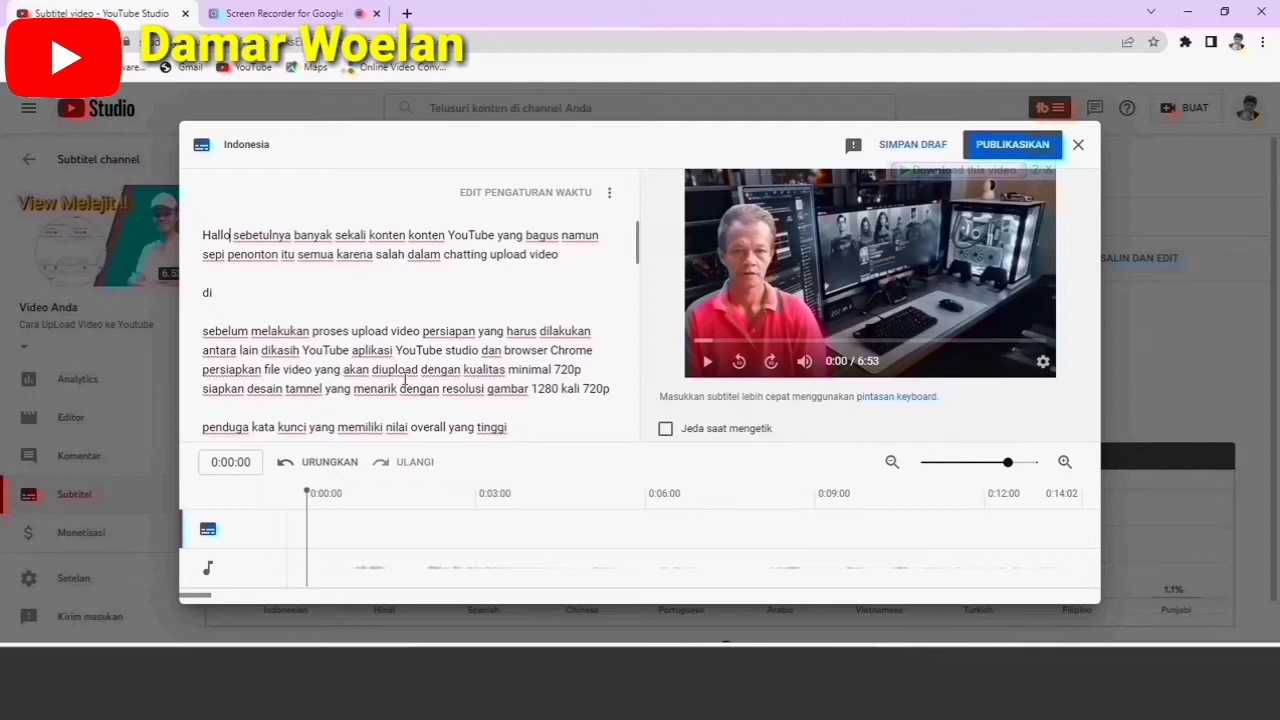 Subtitel video - YouTube Studio
Screen Recorder for Google
Damar Woelan
Gmail
YouTube
Maps
Online Video Conv...
Studio
Telusuri konten di channel Anda
BUAT
Subtitel channel
Indonesia
SIMPAN DRAF
PUBLIKASIKAN
Download this video
EDIT PENGATURAN WAKTU
View Melejit.!!
6.53
Hallo sebetulnya banyak sekali konten konten YouTube yang bagus namun
sepi penonton itu semua karena salah dalam chatting upload video
di
sebelum melakukan proses upload video persiapan yang harus dilakukan
antara lain dikasih YouTube aplikasi YouTube studio dan browser Chrome
persiapkan file video yang akan diupload dengan kualitas minimal 720p
siapkan desain tamnel yang menarik dengan resolusi gambar 1280 kali 720p
penduga kata kunci yang memiliki nilai overall yang tinggi
0:00 / 6:53
Masukkan subtitel lebih cepat menggunakan pintasan keyboard.
Jeda saat mengetik
SALIN DAN EDIT
Video Anda
Cara UpLoad Video ke Youtube
Analytics
Editor
Komentar
Subtitel
Monetisasi
Setelan
Kirim masukan
0:00:00
URUNGKAN
ULANGI
0:00:00
0:03:00
0:06:00
0:09:00
0:12:00
0:14:02
1.1%
Indonesian
Hindi
Spanish
Chinese
Portuguese
Arabic
Vietnamese
Turkish
Filipino
Punjabi